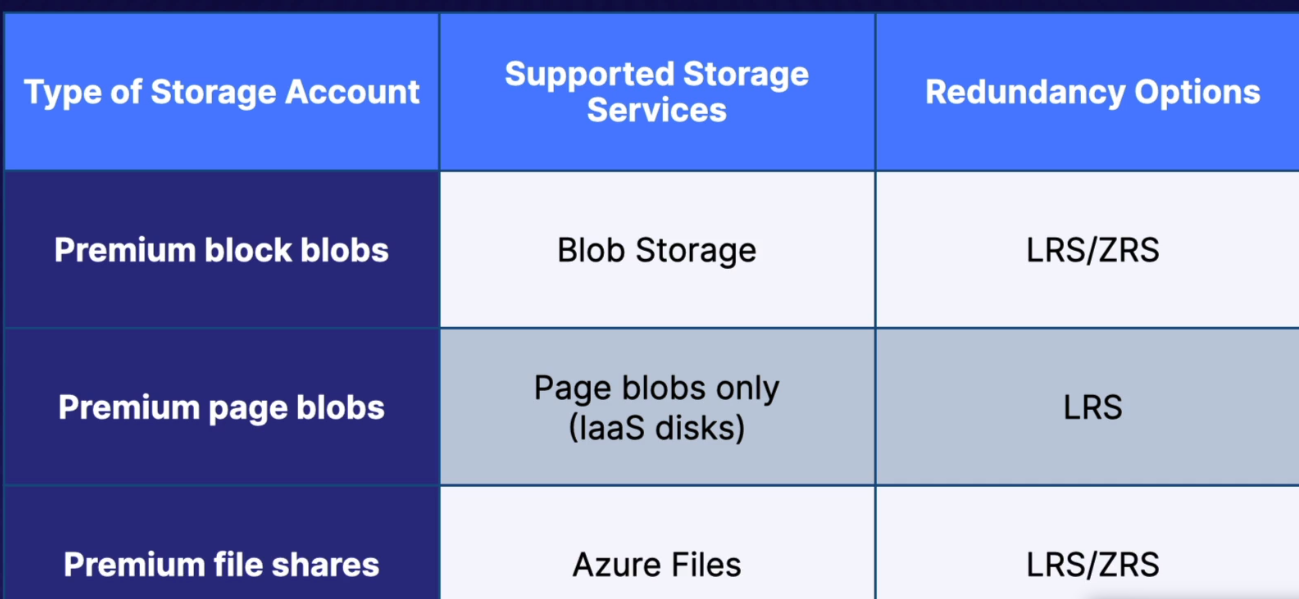 Type of Storage Account
Supported Storage
Services
Redundancy Options
Premium block blobs
Blob Storage
LRS/ZRS
Premium page blobs
Page blobs only
(IaaS disks)
LRS
Premium file shares
Azure Files
LRS/ZRS